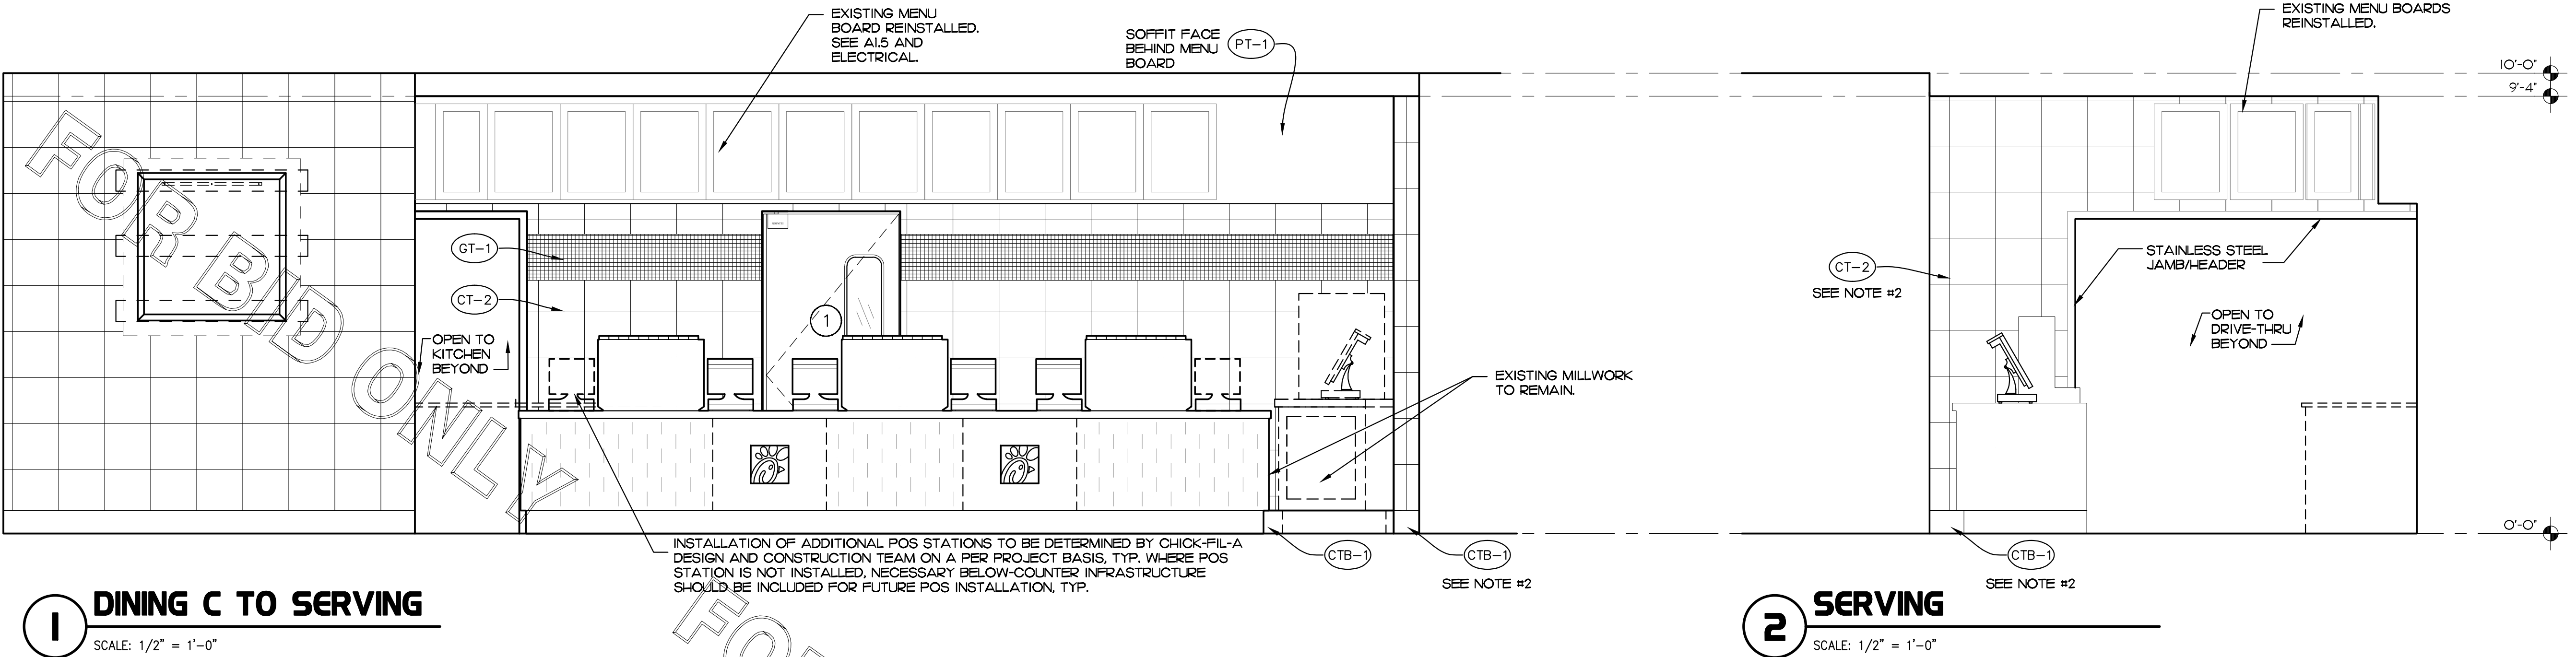 EXISTING MENU
BOARD REINSTALLED.
SEE A1.5 AND
ELECTRICAL.
SOFFIT FACE
BEHIND MENU
BOARD
PT-1
EXISTING MENU BOARDS
REINSTALLED.
10'-0"
9'-4"
GT-1
CT-2
1
OPEN TO
KITCHEN
BEYOND
CT-2
SEE NOTE #2
STAINLESS STEEL
JAMB/HEADER
OPEN TO
DRIVE-THRU
BEYOND
EXISTING MILLWORK
TO REMAIN.
FOR BID ONLY
0'-0"
INSTALLATION OF ADDITIONAL POS STATIONS TO BE DETERMINED BY CHICK-FIL-A
DESIGN AND CONSTRUCTION TEAM ON A PER PROJECT BASIS, TYP. WHERE POS
STATION IS NOT INSTALLED, NECESSARY BELOW-COUNTER INFRASTRUCTURE
SHOULD BE INCLUDED FOR FUTURE POS INSTALLATION, TYP.
CTB-1
CTB-1
SEE NOTE #2
CTB-1
SEE NOTE #2
1 DINING C TO SERVING
SCALE: 1/2" = 1'-0"
2 SERVING
SCALE: 1/2" = 1'-0"
FO